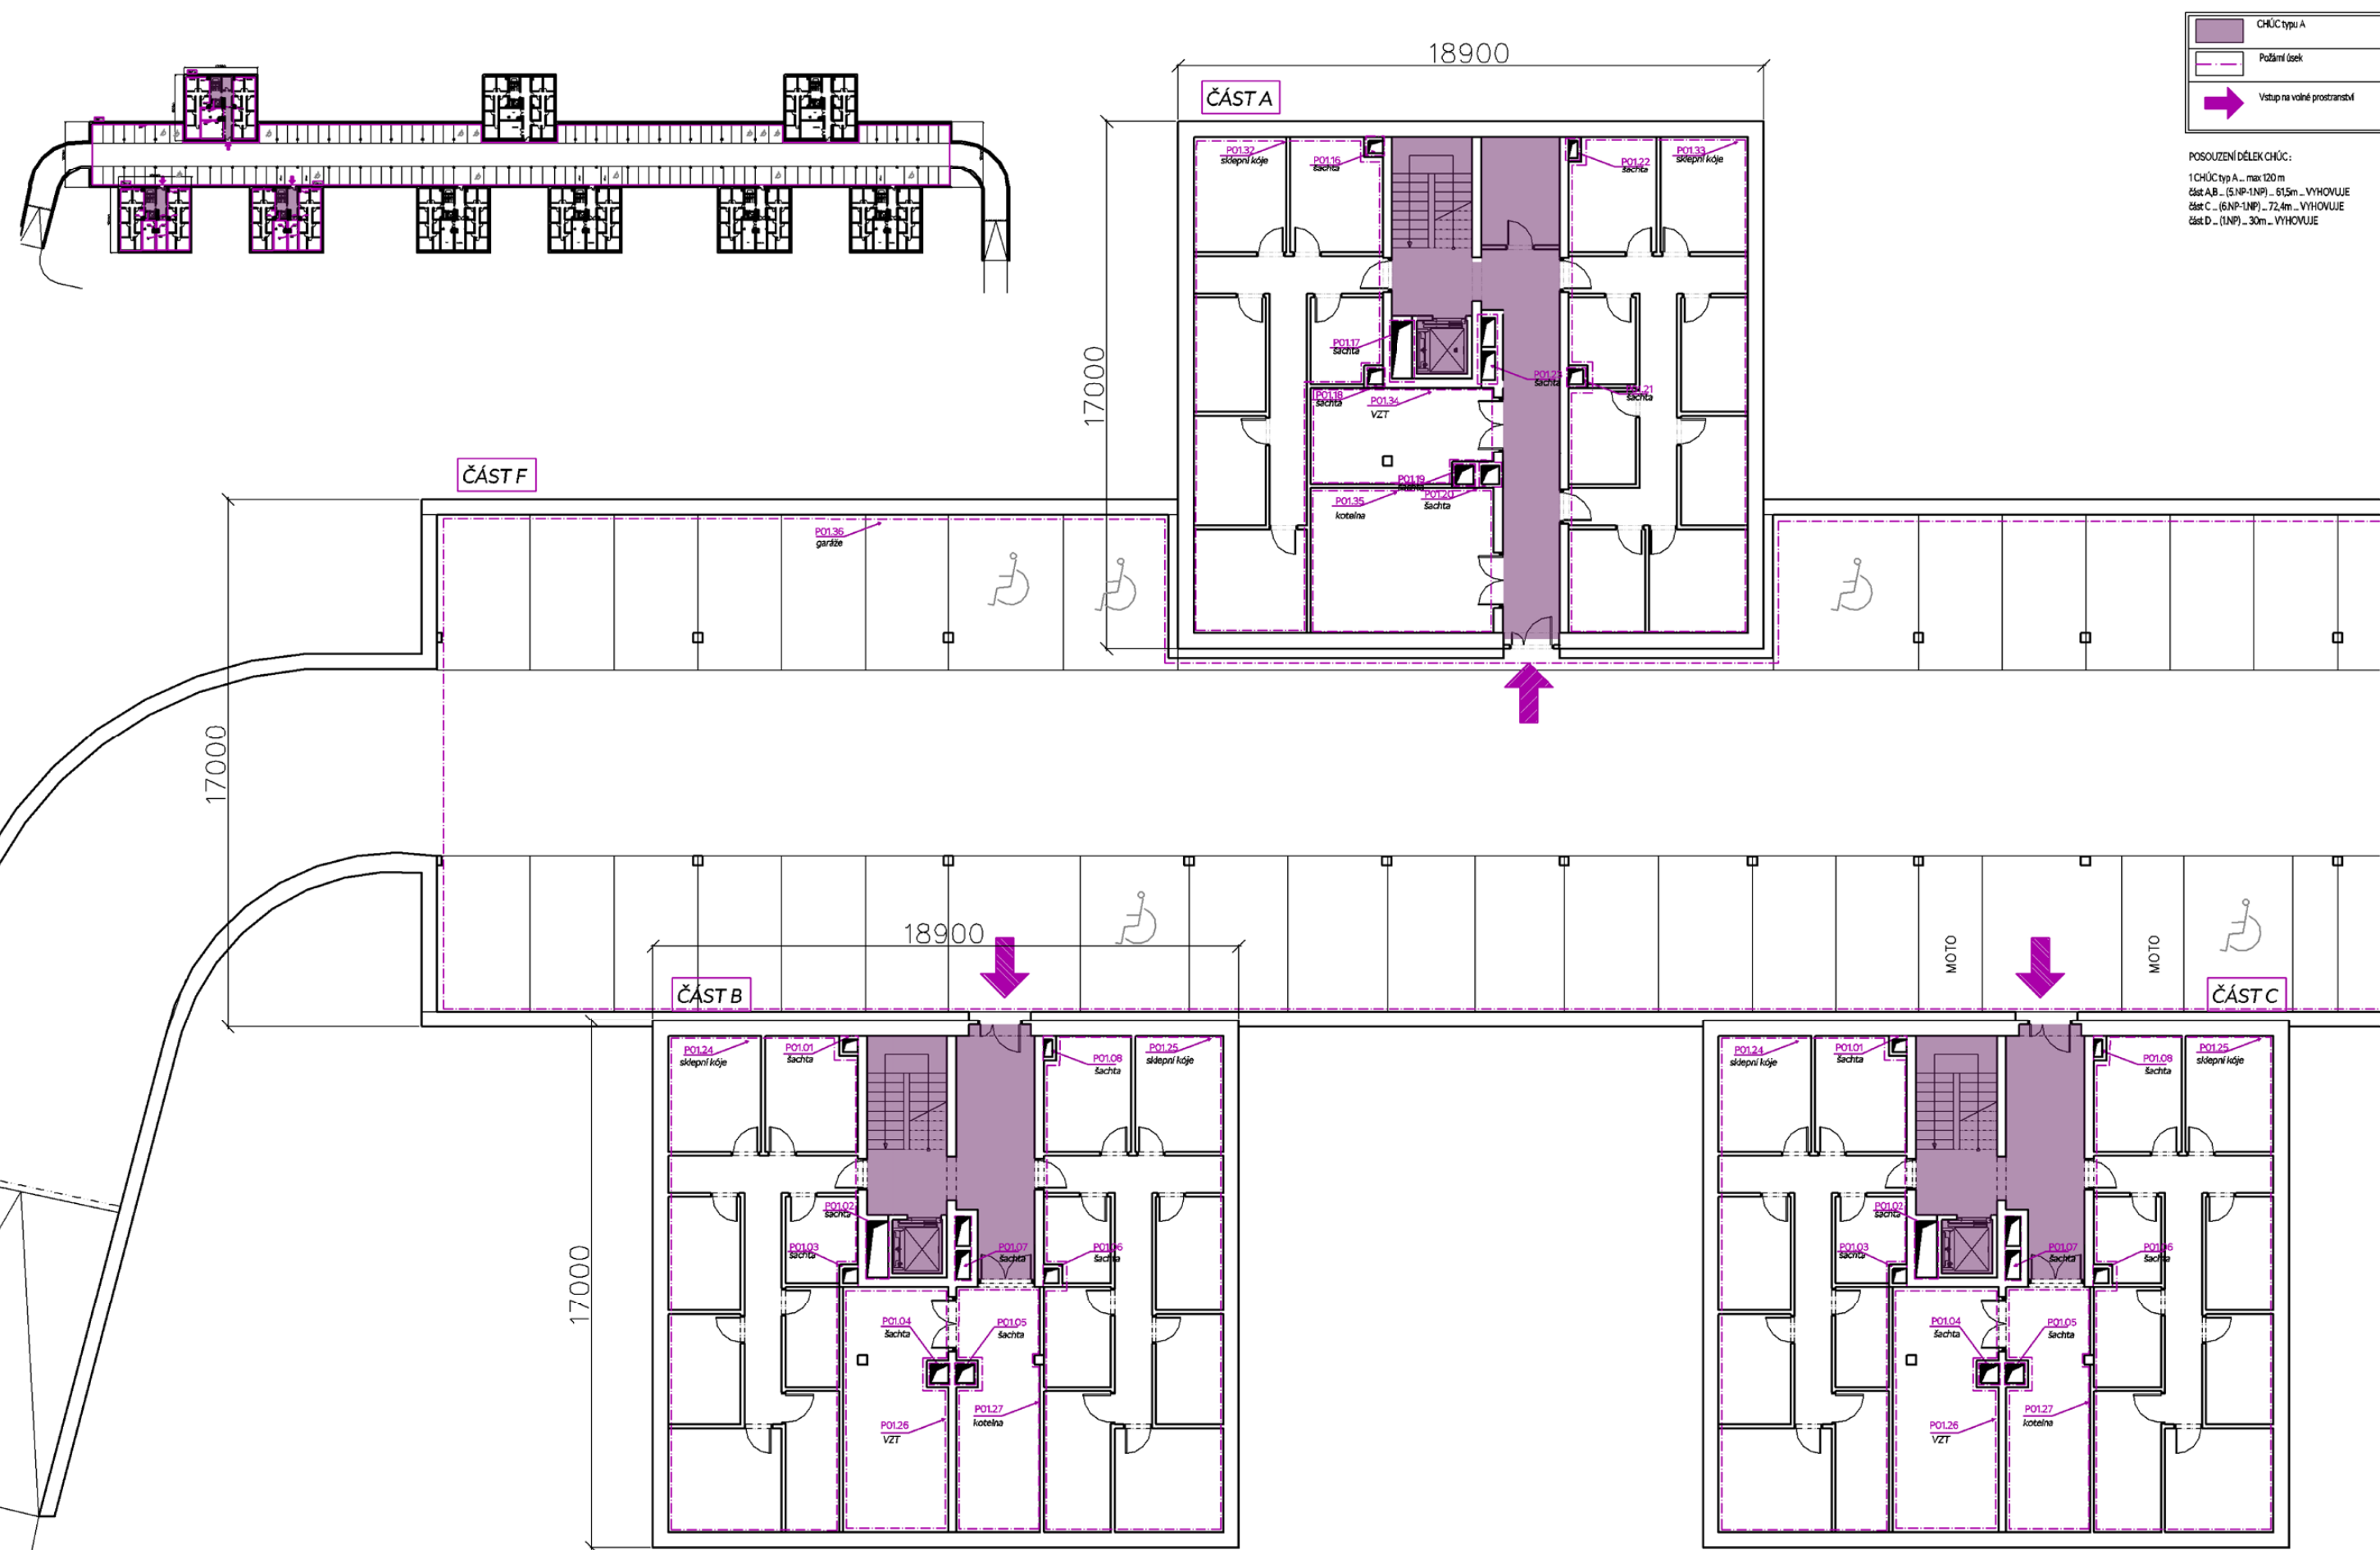 18900
ČÁST A
CHÚC typu A
Požární úsek
Vstup na volné prostranství
POSOUZENÍ DÉLEK CHÚC :
1 CHÚC typ A ... max 120 m
část A,B ... (5.NP-1.NP) ... 61,5m ... VYHOVUJE
část C ... (6.NP-1.NP) ... 72,4m ... VYHOVUJE
část D ... (1.NP) ... 30m ... VYHOVUJE
P01.32
sklepní kóje
P01.16
šachta
P01.22
šachta
P01.33
sklepní kóje
17000
P01.17
šachta
P01.23
šachta
P01.18
šachta
P01.34
VZT
P01.21
šachta
P01.19
šachta
P01.20
šachta
P01.35
kotelna
ČÁST F
P01.36
garáže
17000
18900
MOTO
MOTO
ČÁST B
ČÁST C
P01.24
sklepní kóje
P01.01
šachta
P01.08
šachta
P01.25
sklepní kóje
17000
P01.02
šachta
P01.03
šachta
P01.07
šachta
P01.06
šachta
P01.04
šachta
P01.05
šachta
P01.26
VZT
P01.27
kotelna
P01.24
sklepní kóje
P01.01
šachta
P01.08
šachta
P01.25
sklepní kóje
P01.02
šachta
P01.03
šachta
P01.07
šachta
P01.06
šachta
P01.04
šachta
P01.05
šachta
P01.26
VZT
P01.27
kotelna